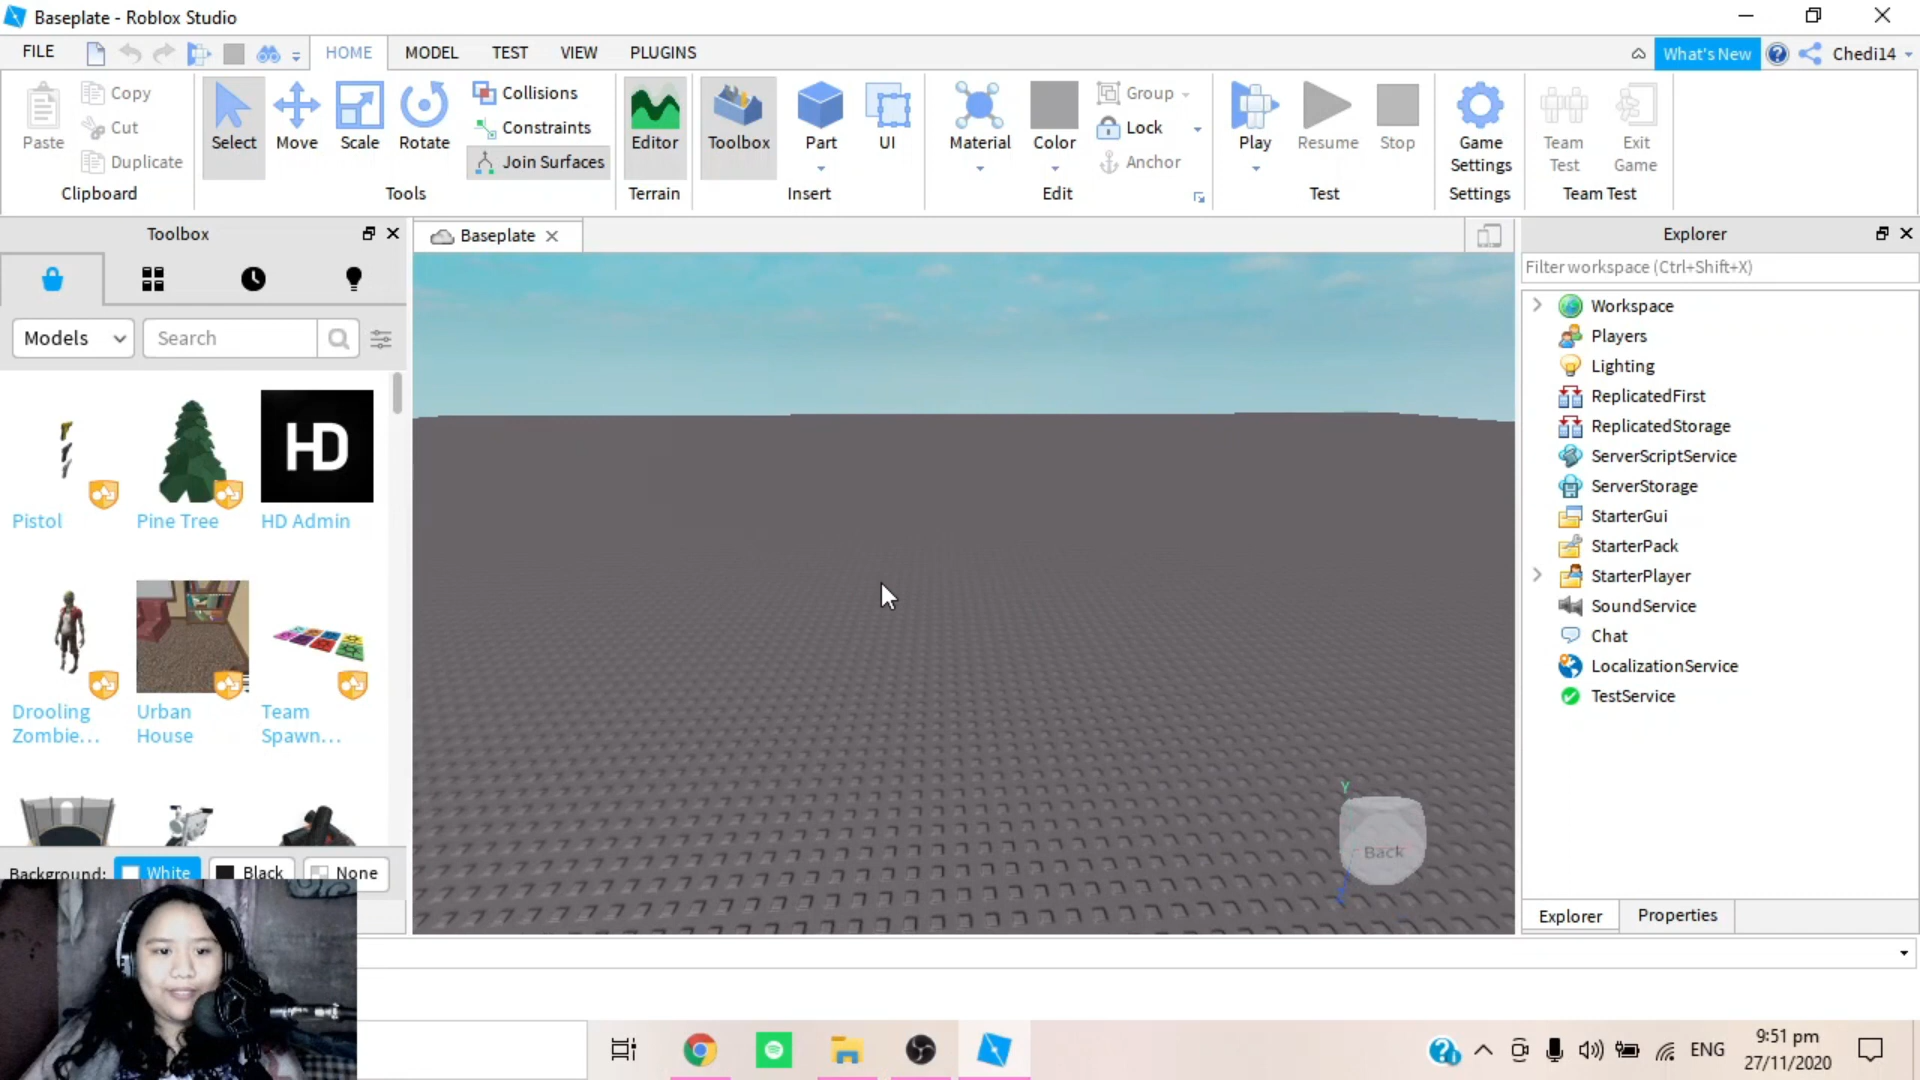 Baseplate - Roblox Studio
FILE
HOME
MODEL
TEST
VIEW
PLUGINS
What's New
Chedi14
Paste
Copy
Cut
Duplicate
Clipboard
Select
Move
Scale
Rotate
Collisions
Constraints
Join Surfaces
Tools
Editor
Terrain
Toolbox
Part
UI
Insert
Material
Color
Group
Lock
Anchor
Edit
Play
Resume
Stop
Test
Game
Settings
Settings
Team
Test
Exit
Game
Team Test
Toolbox
Models
Search
HD
Pistol
Pine Tree
HD Admin
Drooling
Zombie...
Urban
House
Team
Spawn...
Background:
White
Black
None
Baseplate
Y
Back
Explorer
Filter workspace (Ctrl+Shift+X)
Workspace
Players
Lighting
ReplicatedFirst
ReplicatedStorage
ServerScriptService
ServerStorage
StarterGui
StarterPack
StarterPlayer
SoundService
Chat
LocalizationService
TestService
Explorer
Properties
ENG
9:51 pm
27/11/2020